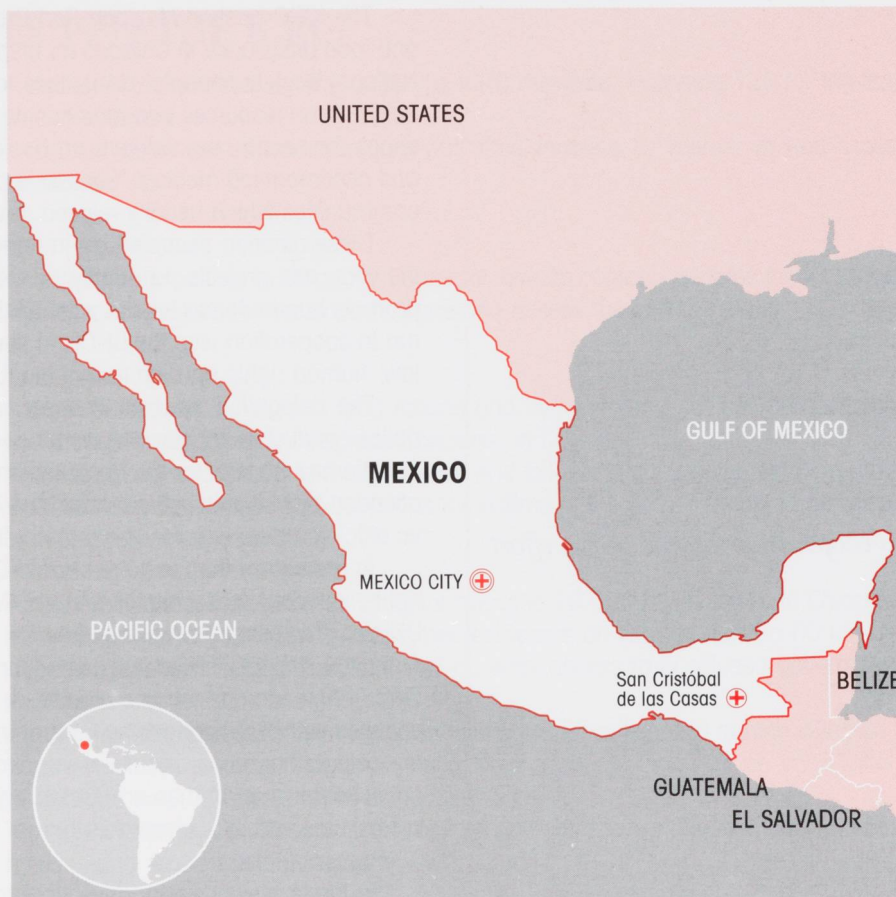 UNITED STATES
GULF OF MEXICO
MEXICO
MEXICO CITY
PACIFIC OCEAN
San Cristóbal
de las Casas
BELIZE
GUATEMALA
EL SALVADOR